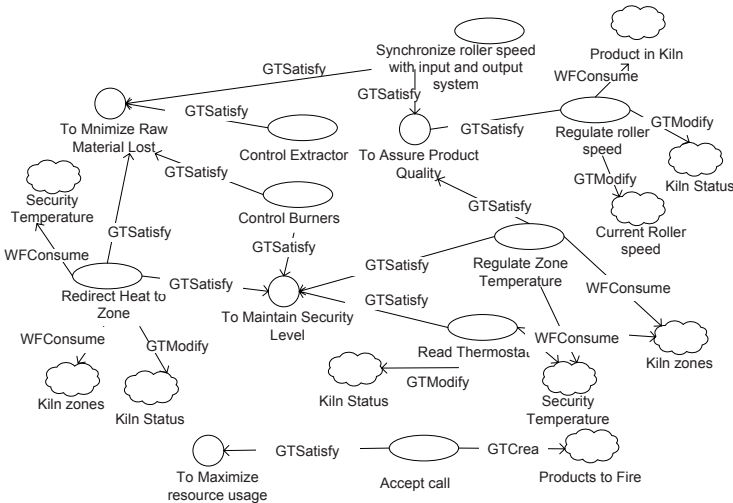 Synchronize roller speed
with input and output
system
Product in Kiln
GTSatisfy
GTSatisfy
WFConsume
GTSatisfy
To Mnimize Raw
Material Lost
Control Extractor
GTSatisfy
To Assure Product
Quality
Regulate roller
speed
GTModify
Kiln Status
GTSatisfy
Security
Temperature
GTModify
Control Burners
GTSatisfy
Current Roller
speed
GTSatisfy
GTSatisfy
WFConsume
GTSatisfy
Regulate Zone
Temperature
Redirect Heat to
Zone
GTSatisfy
WFConsume
GTSatisfy
To Maintain Security
Level
WFConsume
GTModify
Read Thermostat
WFConsume
Kiln zones
Kiln zones
Kiln Status
Kiln Status
GTModify
Security
Temperature
GTSatisfy
GTCrea
To Maximize
resource usage
Accept call
Products to Fire